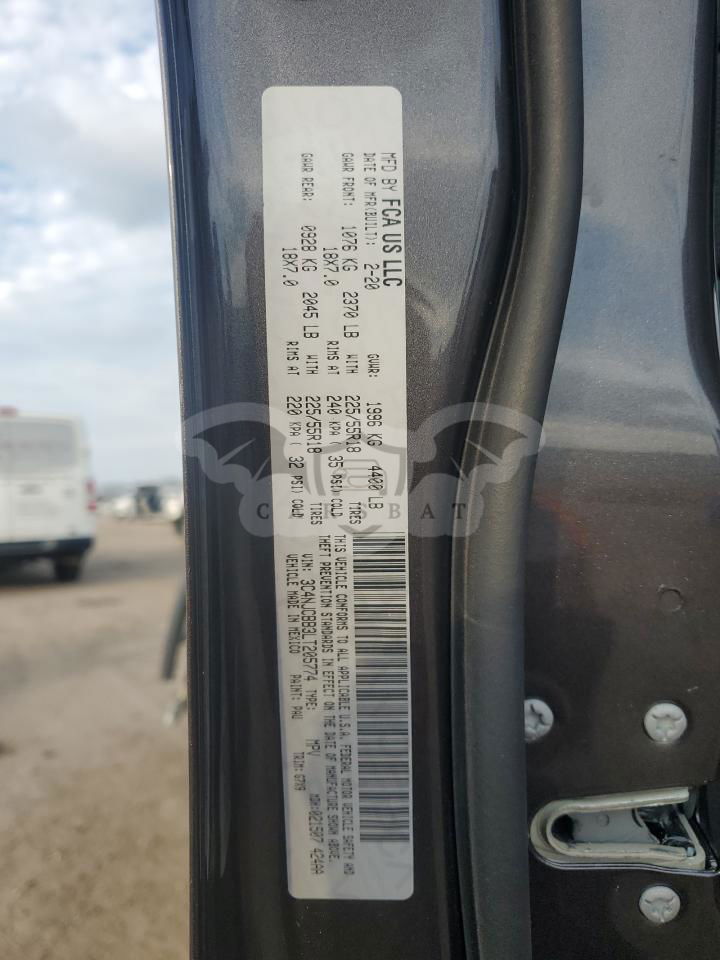 MFD BY FCA US LLC
DATE OF MFR(BUILT): 2-20 GVWR: 1996 KG 4400 LB
GAWR FRONT: 1076 KG 2370 LB WITH 225/55R18 TIRES
18X7.0 RIMS AT 240 KPA ( 35 PSI) COLD
GAWR REAR: 0928 KG 2045 LB WITH 225/55R18 TIRES
18X7.0 RIMS AT 220 KPA ( 32 PSI) COLD
THIS VEHICLE CONFORMS TO ALL APPLICABLE U.S.A. FEDERAL MOTOR VEHICLE SAFETY AND
THEFT PREVENTION STANDARDS IN EFFECT ON THE DATE OF MANUFACTURE SHOWN ABOVE.
VIN: 3C4NJCBB3LT205774 TYPE: MPV MDH:021507 424AA
VEHICLE MADE IN MEXICO PAINT: PAU TRIM: G7X9